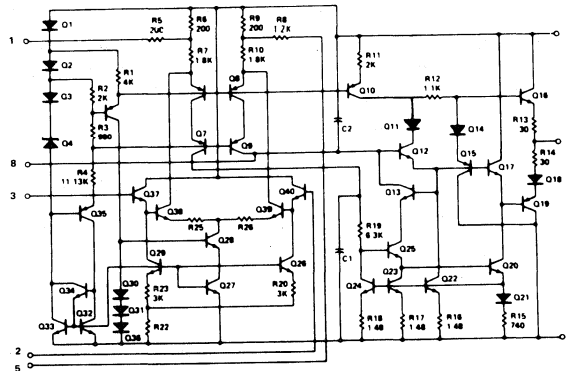 Q1
1
R5
2UC
R6
200
R9
200
R8
1 2K
R7
1 8K
R10
1 8K
R11
2K
Q2
R1
4K
Q8
Q10
R12
1.1K
Q16
Q3
R2
2K
R3
980
C2
Q11
Q14
R13
30
R14
30
Q4
Q7
Q9
Q12
Q15
Q17
Q18
8
R4
11 13K
3
Q37
Q40
Q13
Q19
Q35
Q38
Q39
R25
R26
R19
6 3K
Q28
C1
Q25
Q29
Q26
Q20
Q34
Q30
R23
3K
Q27
R20
3K
Q24
Q23
Q22
Q21
Q33
Q32
Q31
Q36
R22
R18
1 48
R17
1 48
R16
1 48
R15
740
2
5